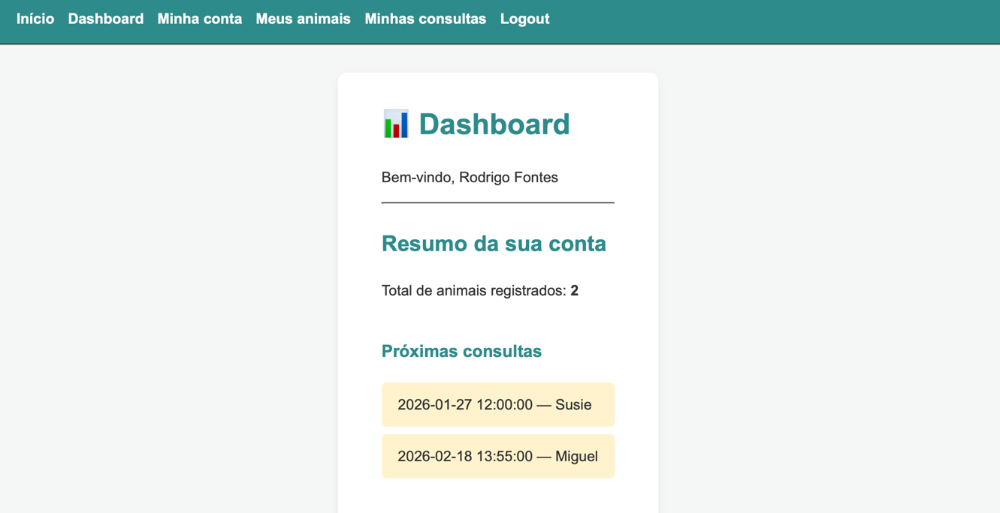 Início Dashboard Minha conta Meus animais Minhas consultas Logout
Dashboard
Bem-vindo, Rodrigo Fontes
Resumo da sua conta
Total de animais registrados: 2
Próximas consultas
2026-01-27 12:00:00 — Susie
2026-02-18 13:55:00 — Miguel